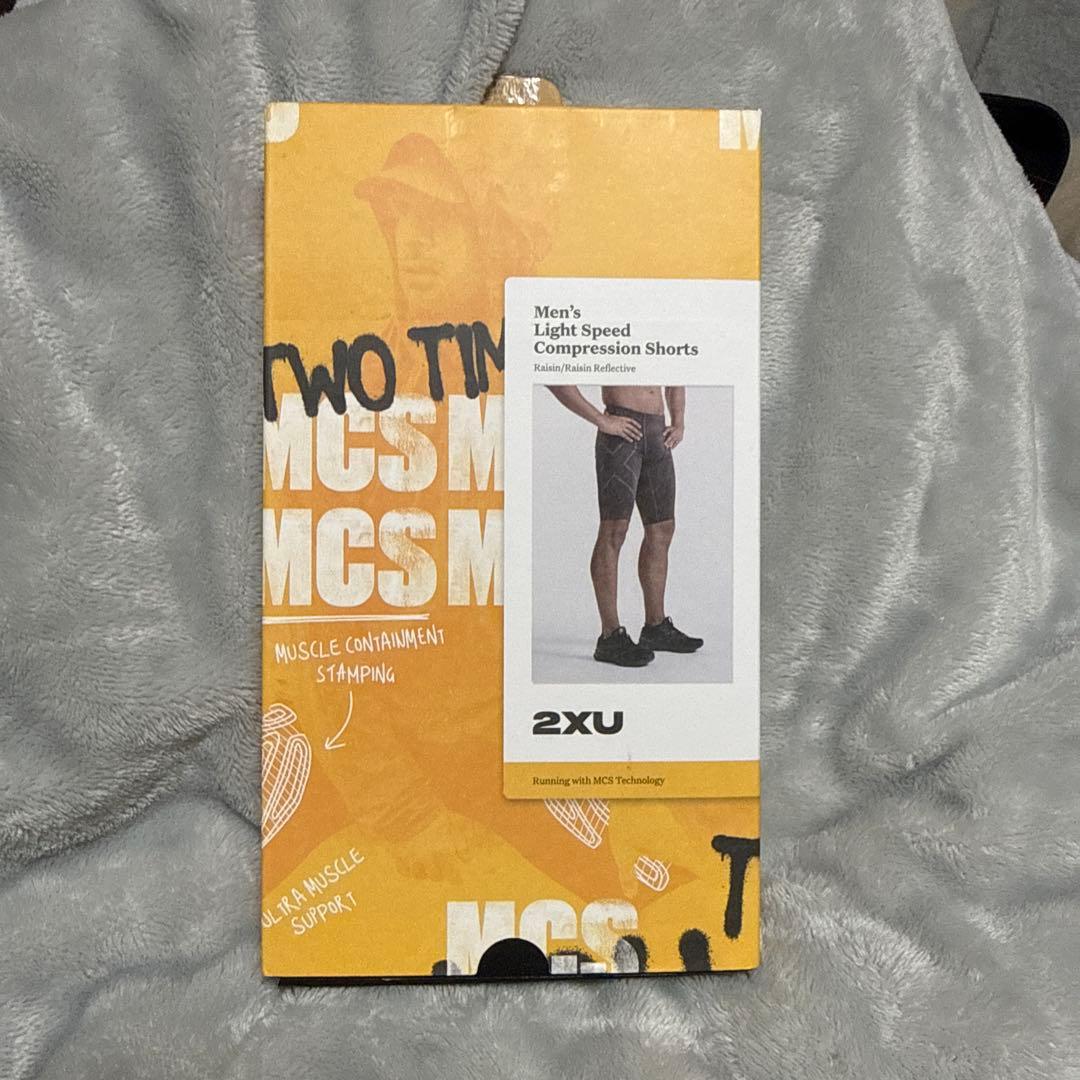 TWO TIM
MCS M
MCS M
MUSCLE CONTAINMENT
STAMPING
ULTRA MUSCLE
SUPPORT
Men's
Light Speed
Compression Shorts
Raisin/Raisin Reflective
2XU
Running with MCS Technology
T
MCS